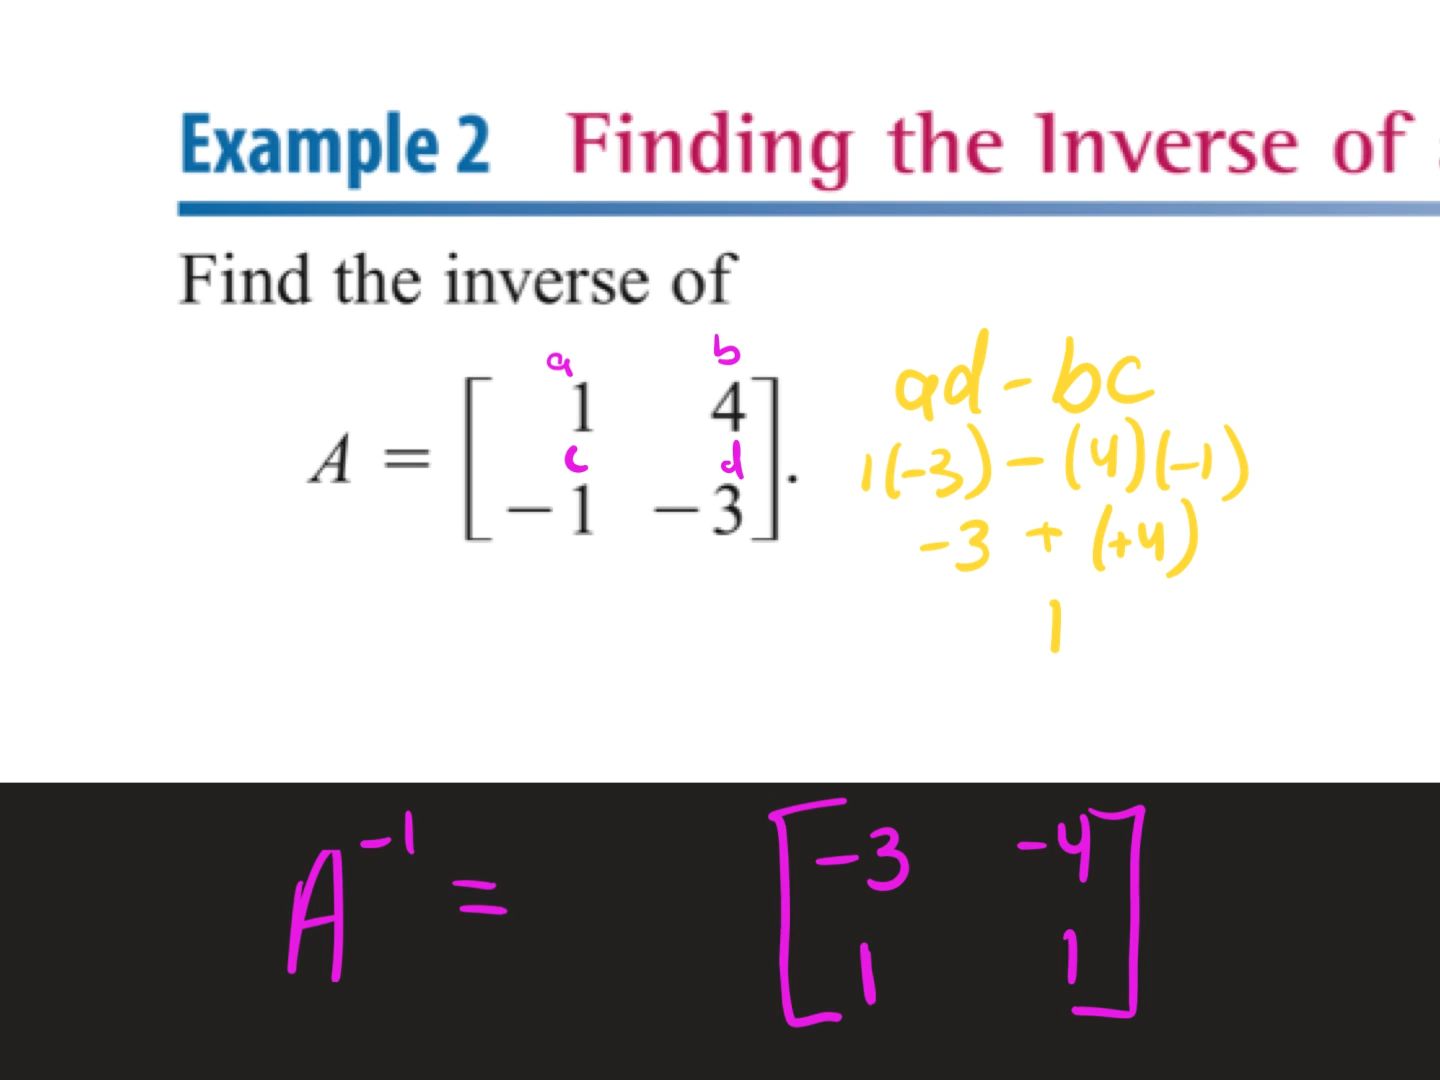 Example 2 Finding the Inverse of
Find the inverse of
a b
1 4
A = [ ].
c d
−1 −3
ad - bc
1(-3) - (4)(-1)
-3 + (+4)
1
A⁻¹ = [ ]
-3 -4
1 1